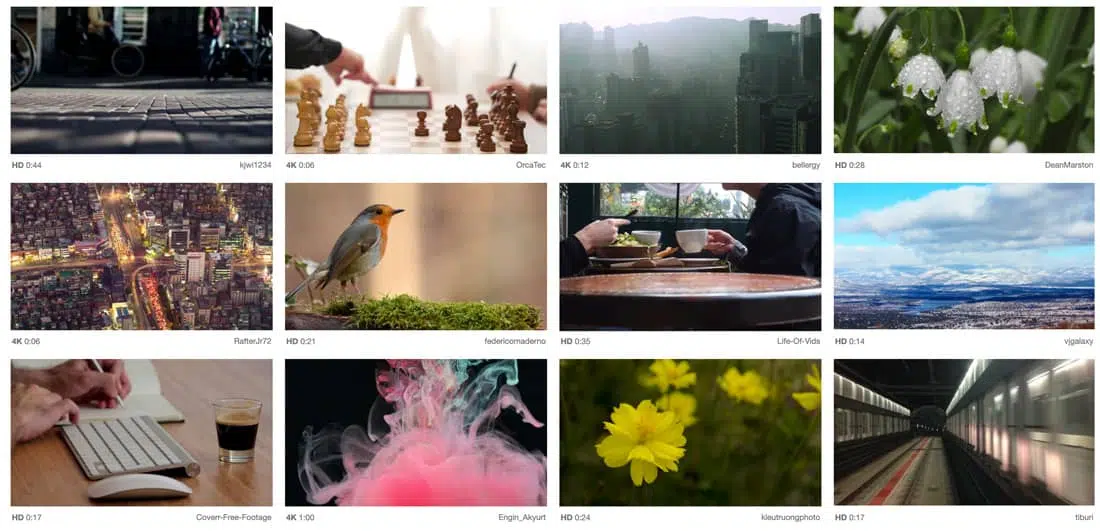 HD 0:44 kjwi1234
4K 0:06 OrcaTec
4K 0:12 bellergy
HD 0:28 DeanMarston
4K 0:06 RafterJr72
HD 0:21 federicomaderno
HD 0:35 Life-Of-Vids
HD 0:14 vjgalaxy
HD 0:17 Coverr-Free-Footage
4K 1:00 Engin_Akyurt
HD 0:24 kieutruongphoto
HD 0:17 tiburi